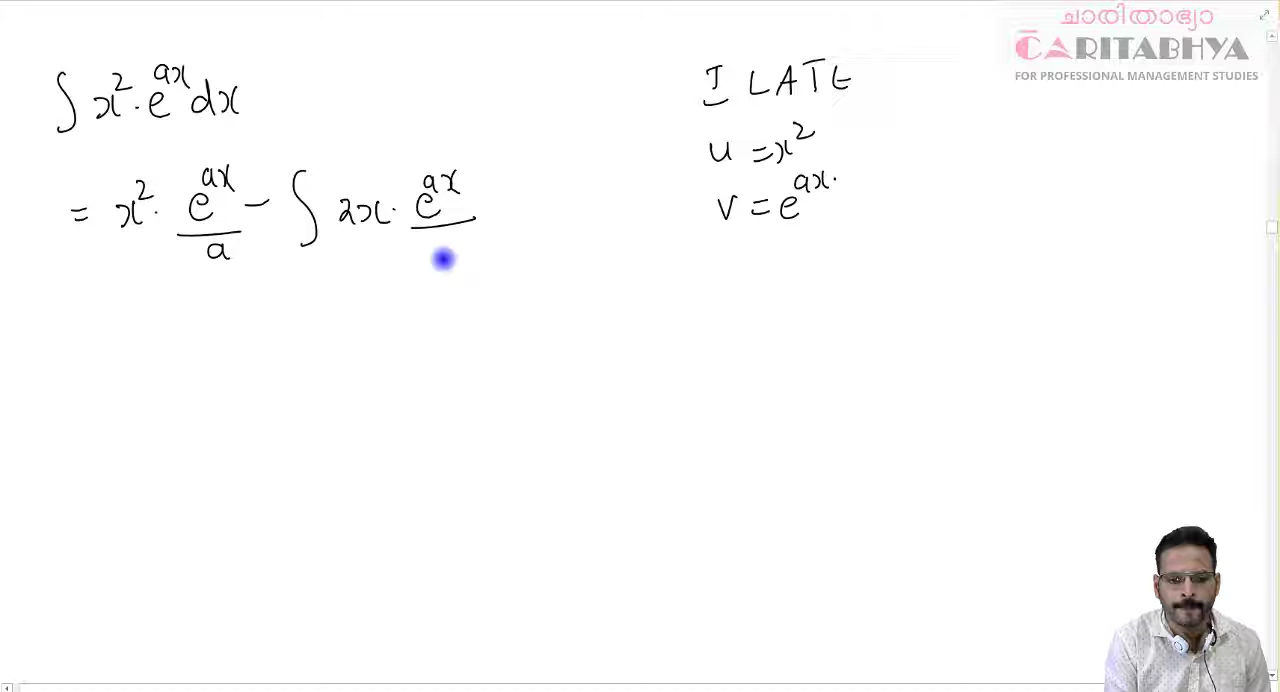 ചാരിതാഭ്യാ
CARITABHYA
FOR PROFESSIONAL MANAGEMENT STUDIES
∫ x² · e^{ax} dx
= x² · e^{ax}/a − ∫ 2x · e^{ax}/
I LATE
u = x²
v = e^{ax}.